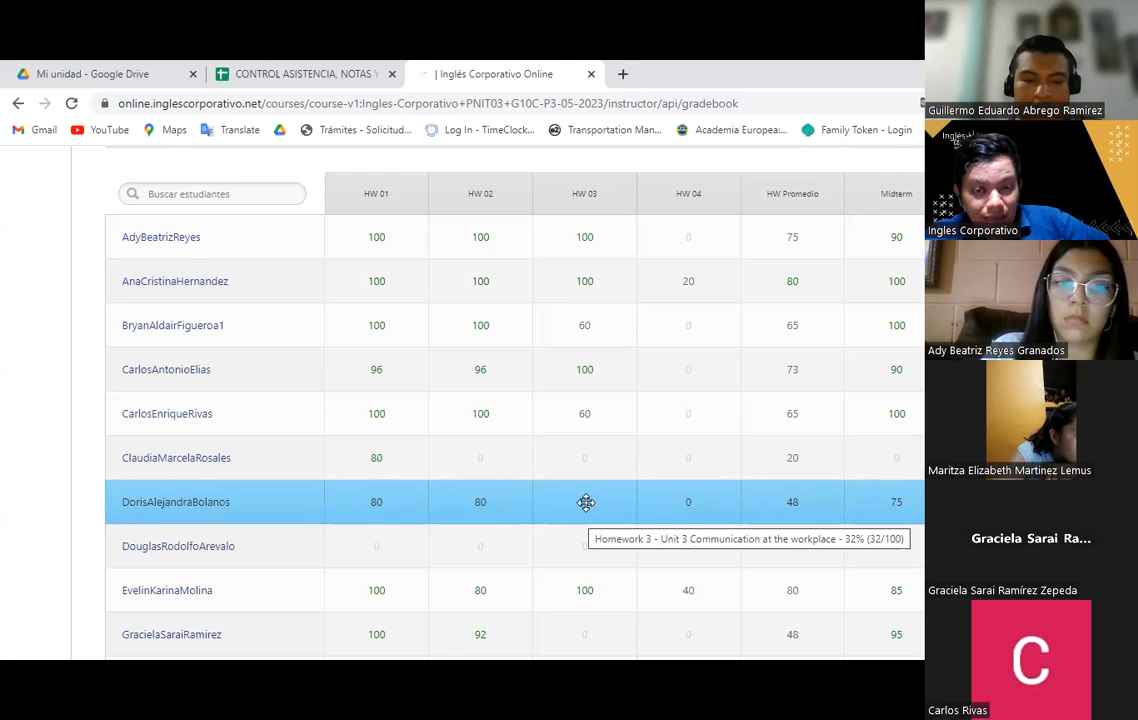 Mi unidad - Google Drive
CONTROL ASISTENCIA, NOTAS Y
| Inglés Corporativo Online
online.inglescorporativo.net/courses/course-v1:Ingles-Corporativo+PNIT03+G10C-P3-05-2023/instructor/api/gradebook
Gmail YouTube Maps Translate Trámites - Solicitud... Log In - TimeClock... Transportation Man... Academia Europea:... Family Token - Login
Buscar estudiantes HW 01 HW 02 HW 03 HW 04 HW Promedio Midterm
AdyBeatrizReyes 100 100 100 0 75 90
AnaCristinaHernandez 100 100 100 20 80 100
BryanAldairFigueroa1 100 100 60 0 65 100
CarlosAntonioElias 96 96 100 0 73 90
CarlosEnriqueRivas 100 100 60 0 65 100
ClaudiaMarcelaRosales 80 0 0 0 20 0
DorisAlejandraBolanos 80 80 0 48 75
Homework 3 - Unit 3 Communication at the workplace - 32% (32/100)
DouglasRodolfoArevalo 0 0 0
EvelinKarinaMolina 100 80 100 40 80 85
GracielaSaraiRamirez 100 92 0 0 48 95
Guillermo Eduardo Abrego Ramirez
Ingles Corporativo
Ady Beatriz Reyes Granados
Maritza Elizabeth Martinez Lemus
Graciela Sarai Ra...
Graciela Sarai Ramírez Zepeda
C
Carlos Rivas